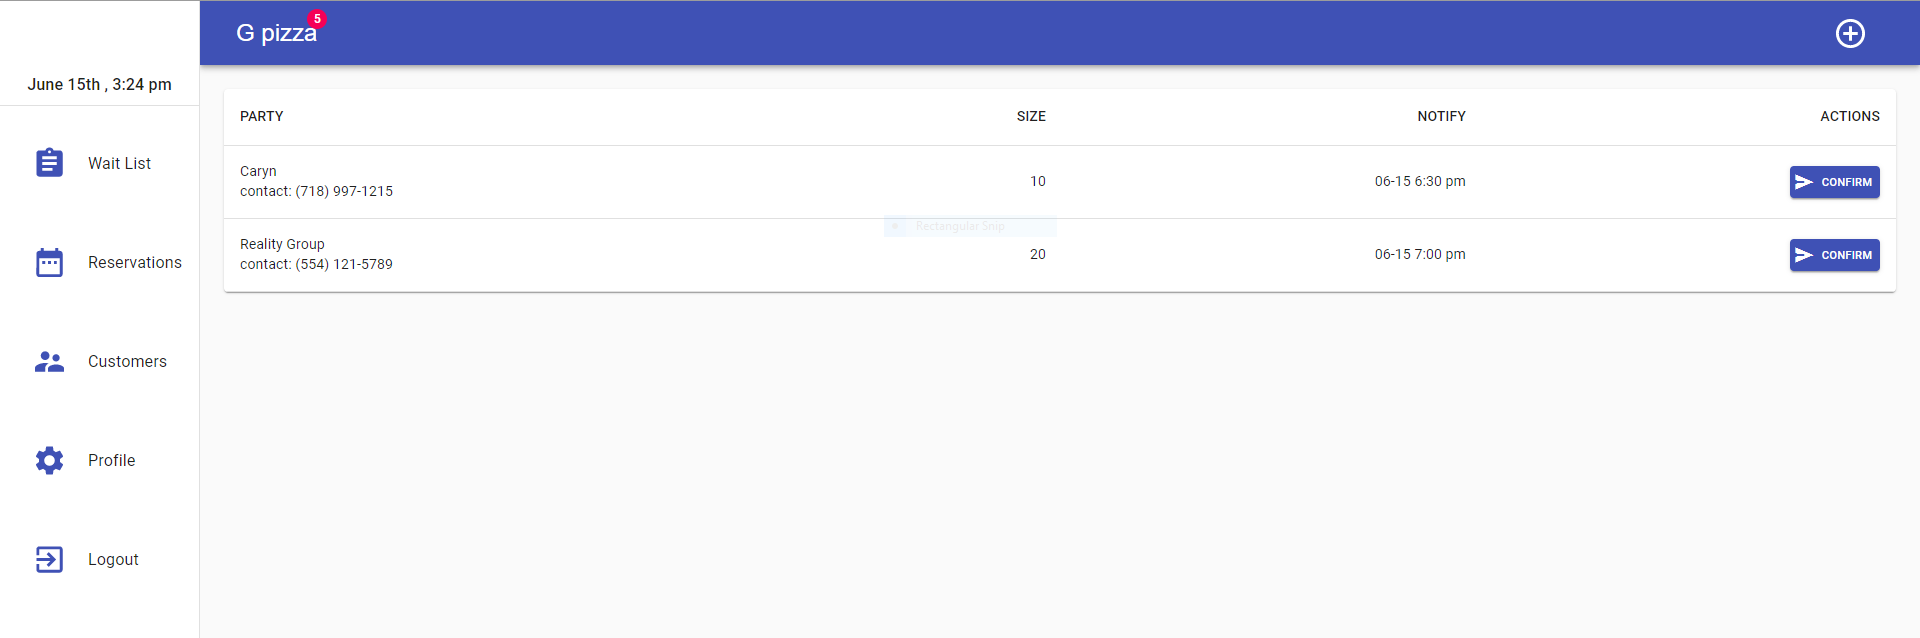 G pizza 5
June 15th , 3:24 pm
Wait List
Reservations
Customers
Profile
Logout
PARTY SIZE NOTIFY ACTIONS
Caryn
contact: (718) 997-1215
10 06-15 6:30 pm CONFIRM
Rectangular Snip
Reality Group
contact: (554) 121-5789
20 06-15 7:00 pm CONFIRM